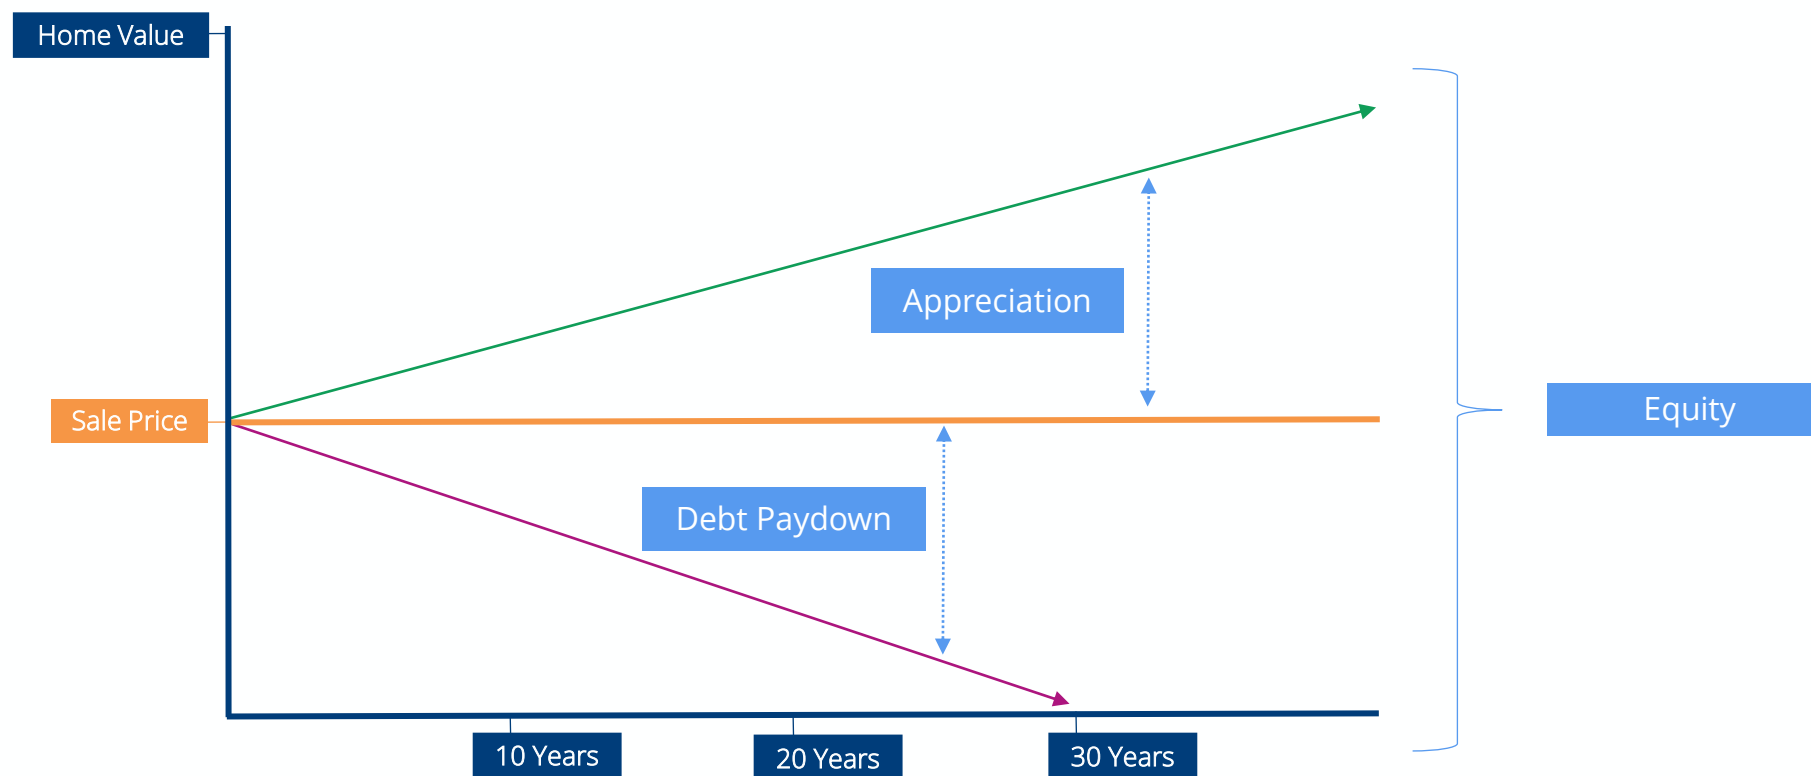 Home Value
Appreciation
Sale Price
Equity
Debt Paydown
10 Years
20 Years
30 Years